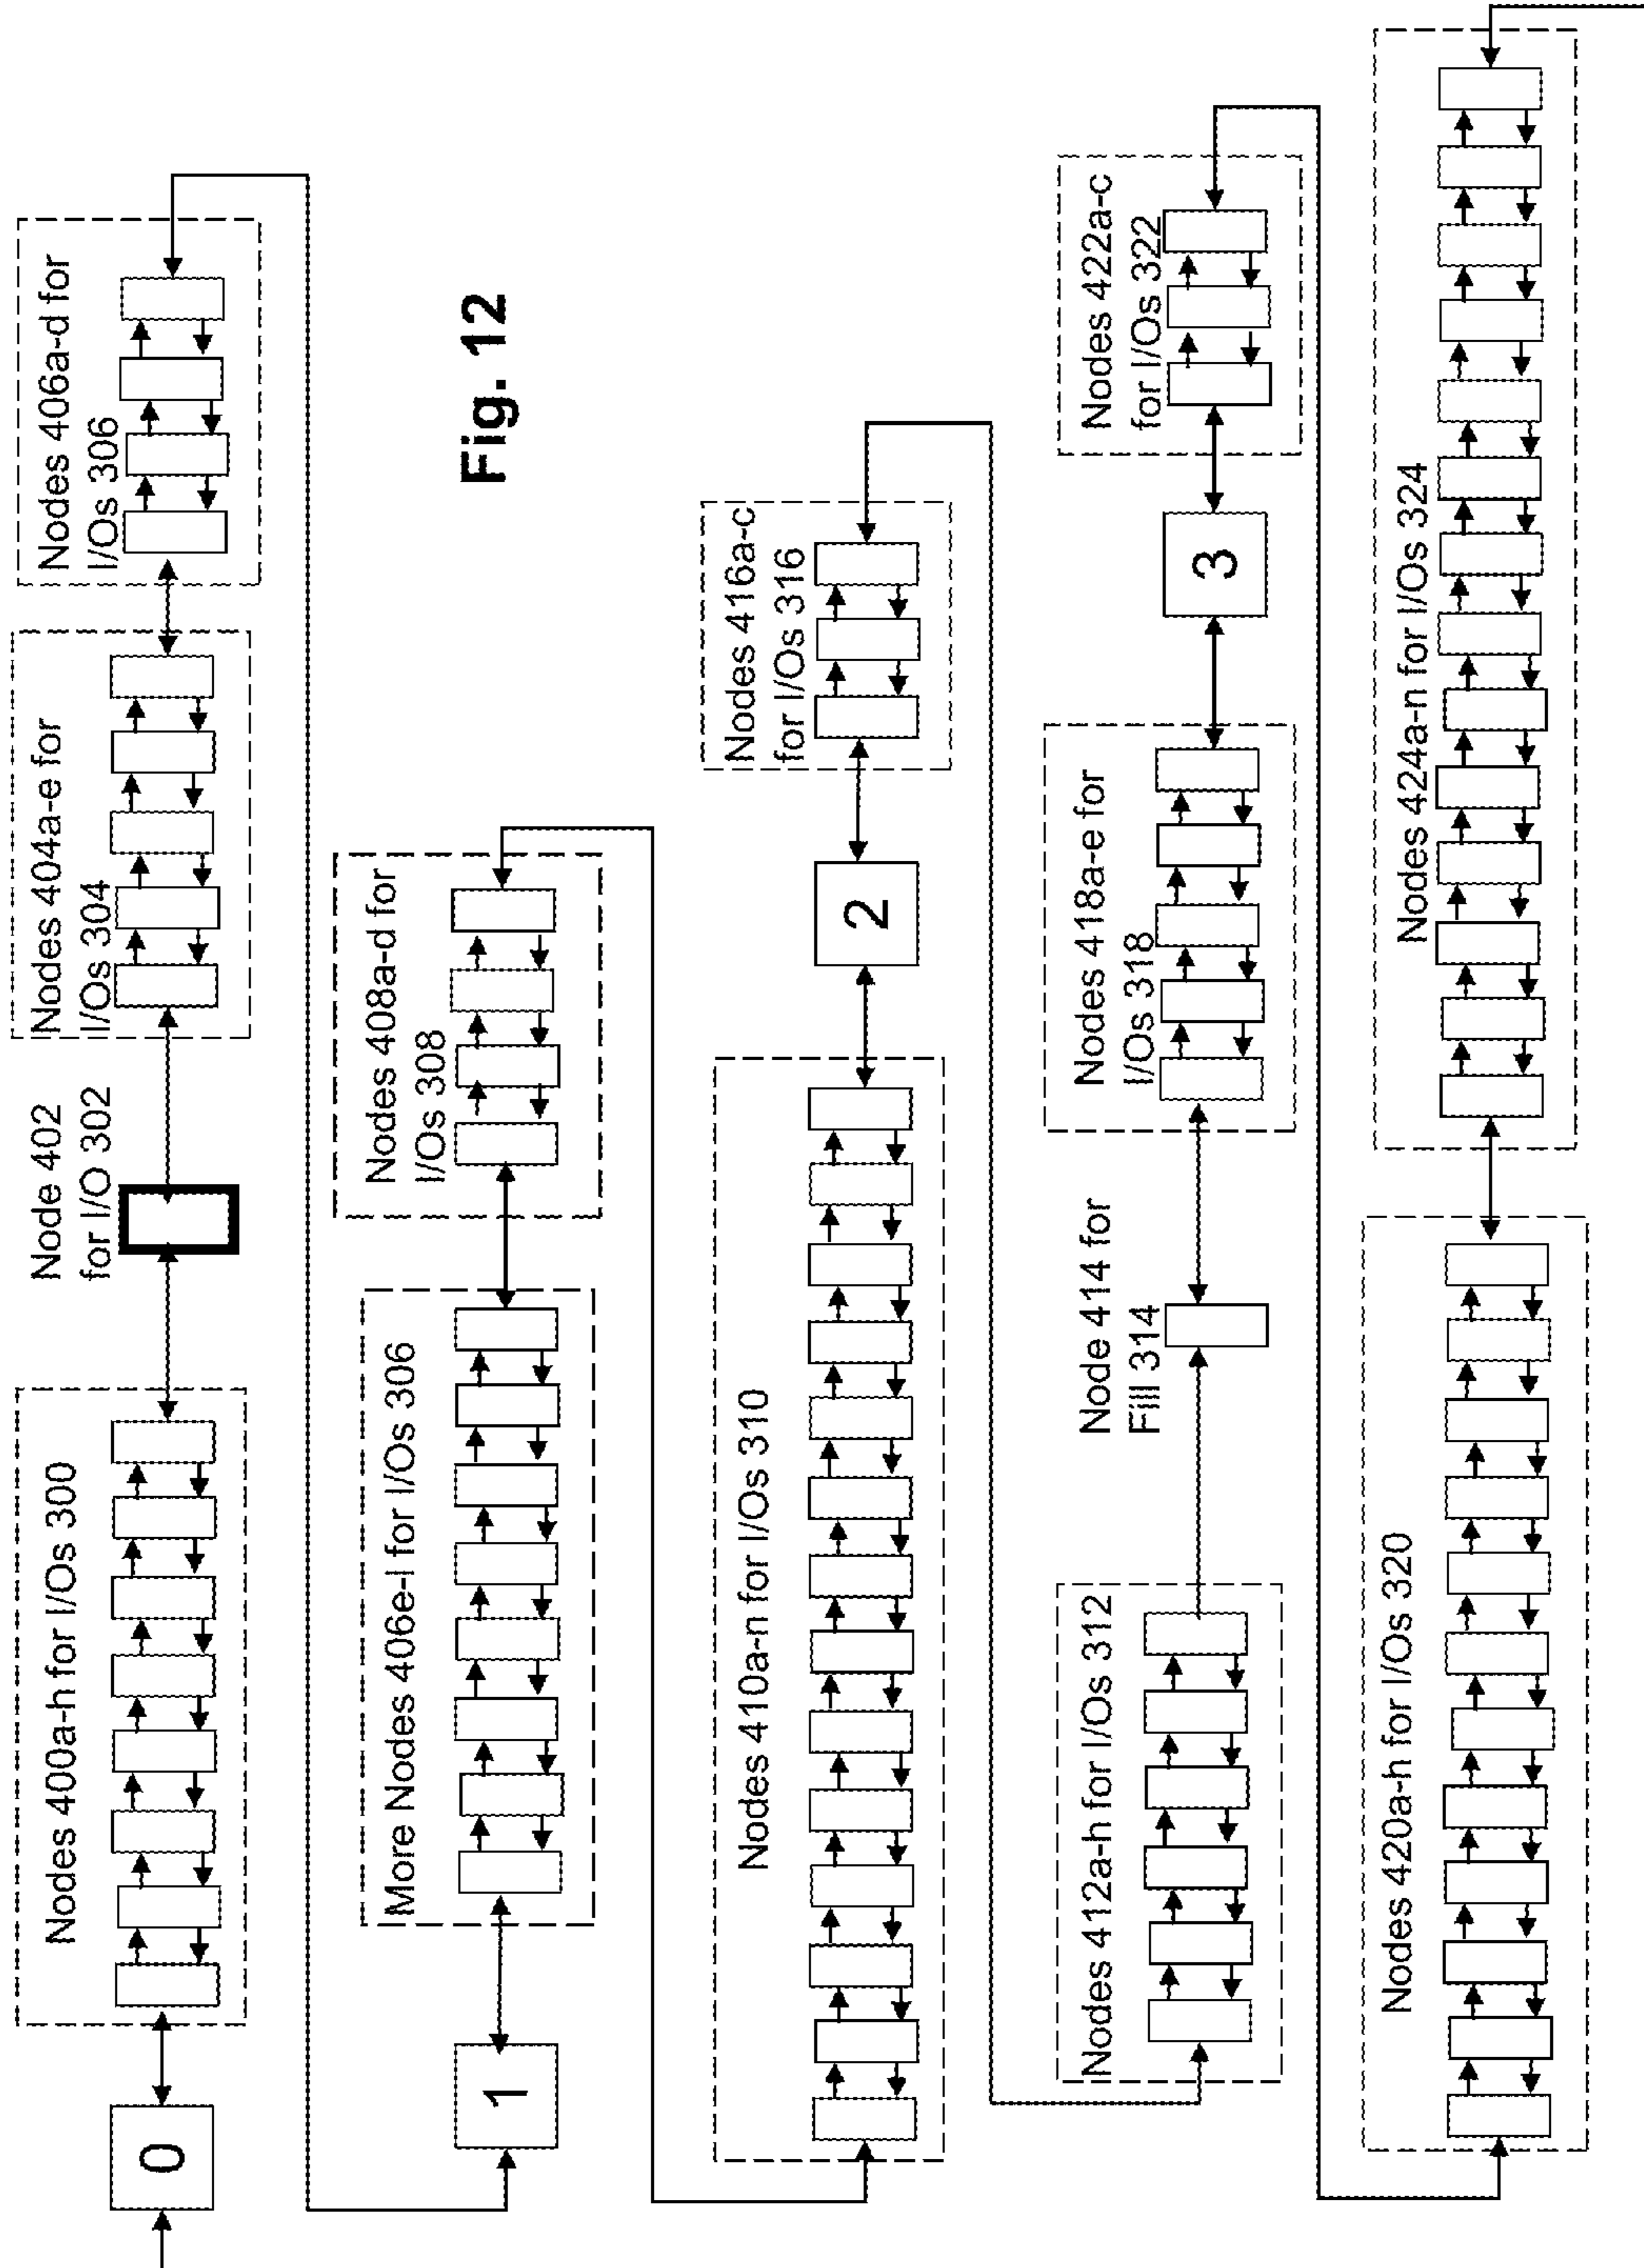 0
Nodes 400a-h for I/Os 300
Node 402
for I/O 302
Nodes 404a-e for
I/Os 304
Nodes 406a-d for
I/Os 306
1
More Nodes 406e-l for I/Os 306
Nodes 408a-d for
I/Os 308
Fig. 12
Nodes 410a-n for I/Os 310
2
Nodes 416a-c
for I/Os 316
Nodes 412a-h for I/Os 312
Node 414 for
Fill 314
Nodes 418a-e for
I/Os 318
3
Nodes 422a-c
for I/Os 322
Nodes 420a-h for I/Os 320
Nodes 424a-n for I/Os 324